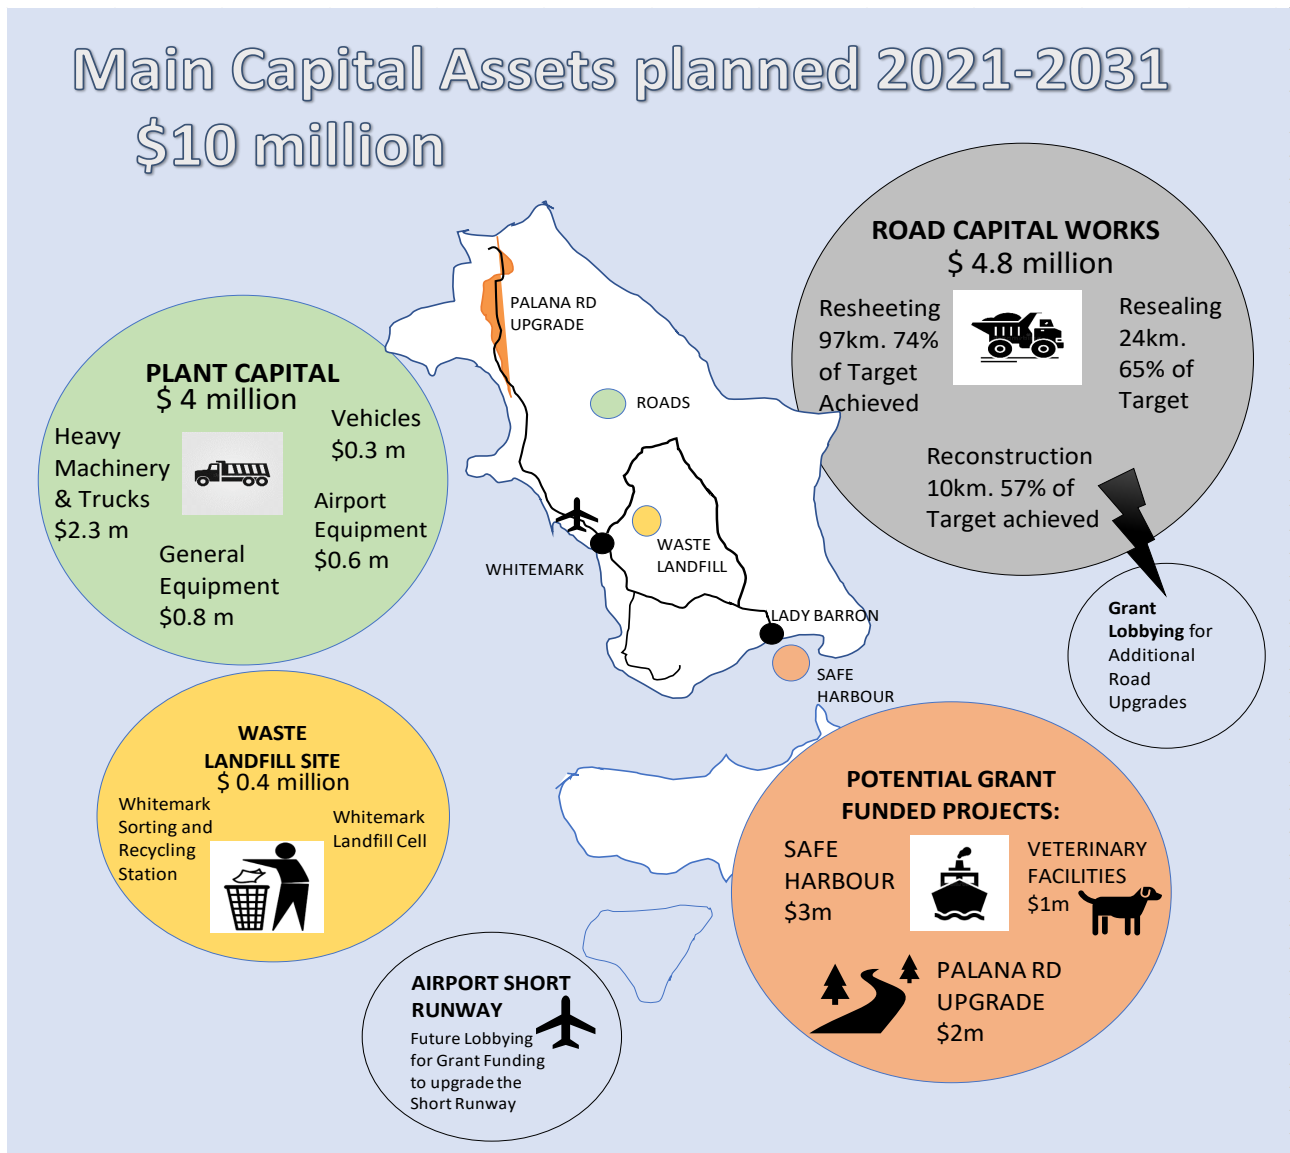 Main Capital Assets planned 2021-2031
$10 million
ROAD CAPITAL WORKS
$ 4.8 million
Resheeting
97km. 74%
of Target
Achieved
Resealing
24km.
65% of
Target
Reconstruction
10km. 57% of
Target achieved
Grant
Lobbying for
Additional
Road
Upgrades
PALANA RD
UPGRADE
ROADS
WASTE
LANDFILL
WHITEMARK
LADY BARRON
SAFE
HARBOUR
PLANT CAPITAL
$ 4 million
Vehicles
$0.3 m
Heavy
Machinery
& Trucks
$2.3 m
Airport
Equipment
$0.6 m
General
Equipment
$0.8 m
WASTE
LANDFILL SITE
$ 0.4 million
Whitemark
Sorting and
Recycling
Station
Whitemark
Landfill Cell
POTENTIAL GRANT
FUNDED PROJECTS:
SAFE
HARBOUR
$3m
VETERINARY
FACILITIES
$1m
PALANA RD
UPGRADE
$2m
AIRPORT SHORT
RUNWAY
Future Lobbying
for Grant Funding
to upgrade the
Short Runway